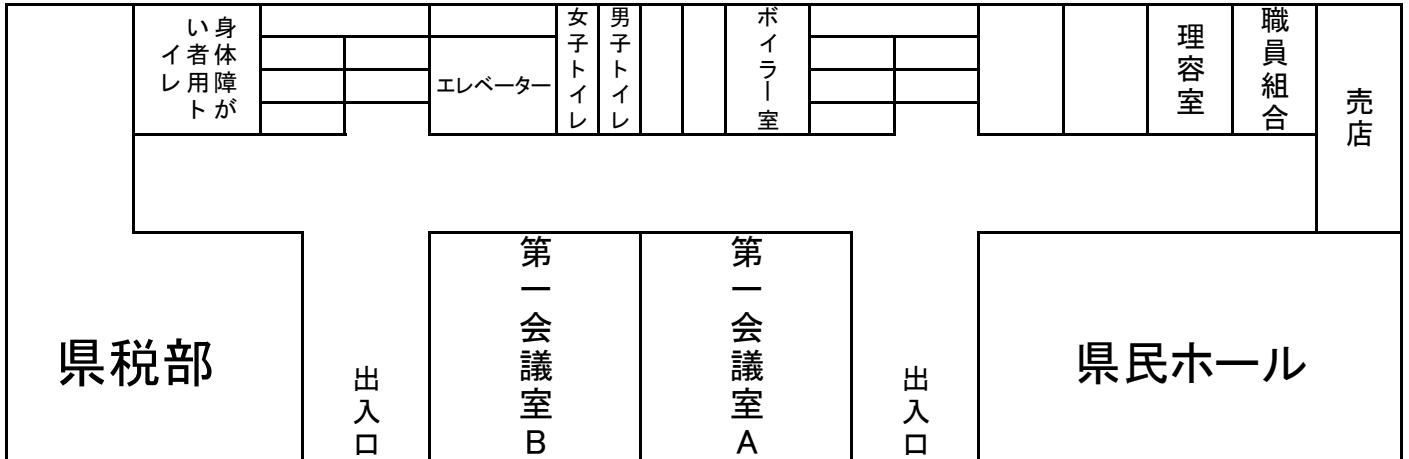 身体障が
い者用ト
イレ
エレベーター
女子トイレ
男子トイレ
ボイラー室
理容室
職員組合
売店
県税部
出入口
第一会議室B
第一会議室A
出入口
県民ホール